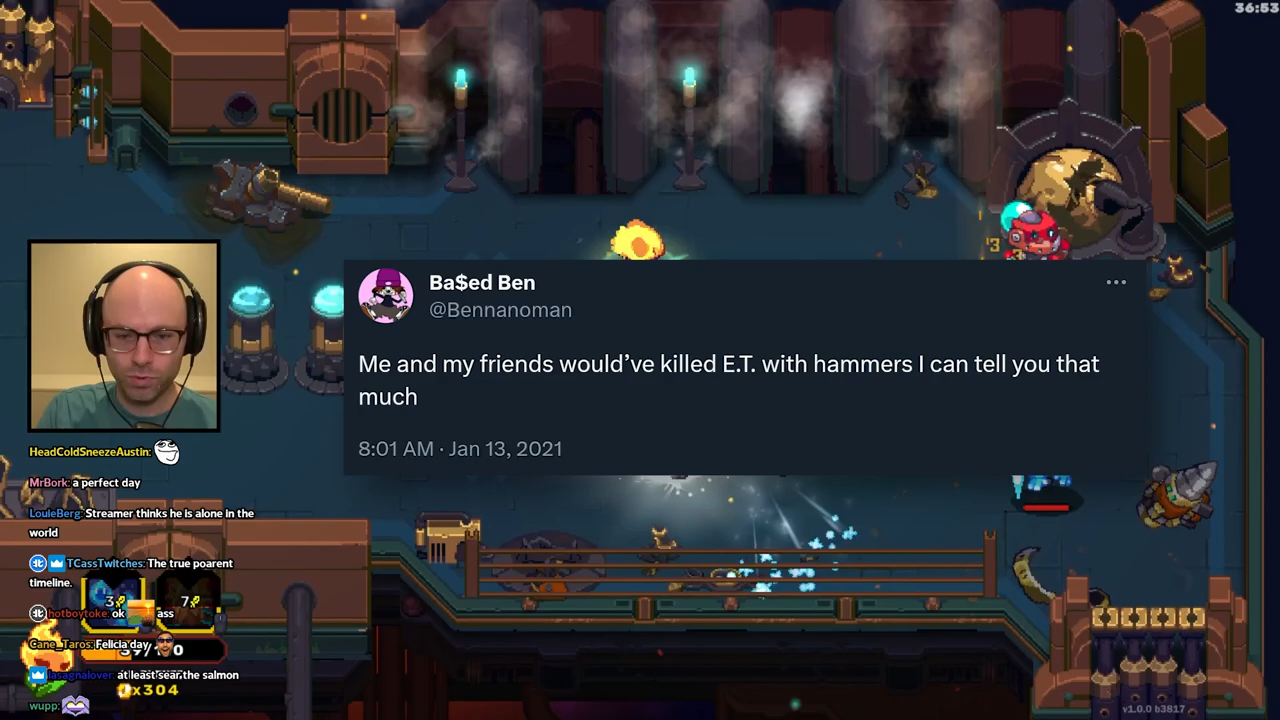 36:53
Ba$ed Ben
@Bennanoman
Me and my friends would’ve killed E.T. with hammers I can tell you that
much
8:01 AM · Jan 13, 2021
HeadColdSneezeAustin:
MrBork: a perfect day
LouieBerg: Streamer thinks he is alone in the
world
TCassTwitches: The true poarent
timeline.
3
7
hotboytoke: ok ass
Cane_Taros: Felicia day
lasagnalover: at least sear the salmon
x304
wupp:
v1.0.0 b3817